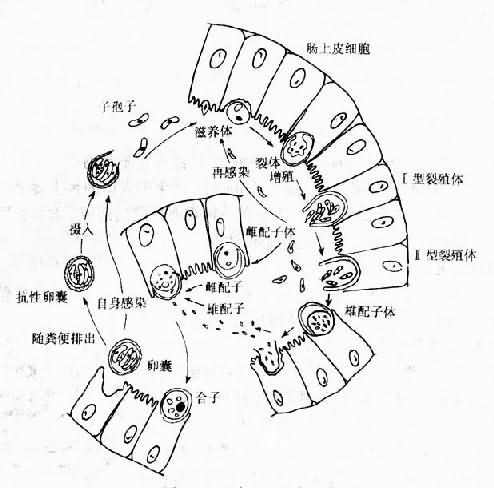 肠上皮细胞
子孢子
滋养体
裂体
增殖
再感染
Ⅰ型裂殖体
摄入
雌配子体
Ⅱ型裂殖体
雌配子
雄配子
抗性卵囊
自身感染
雄配子体
随粪便排出
卵囊
合子